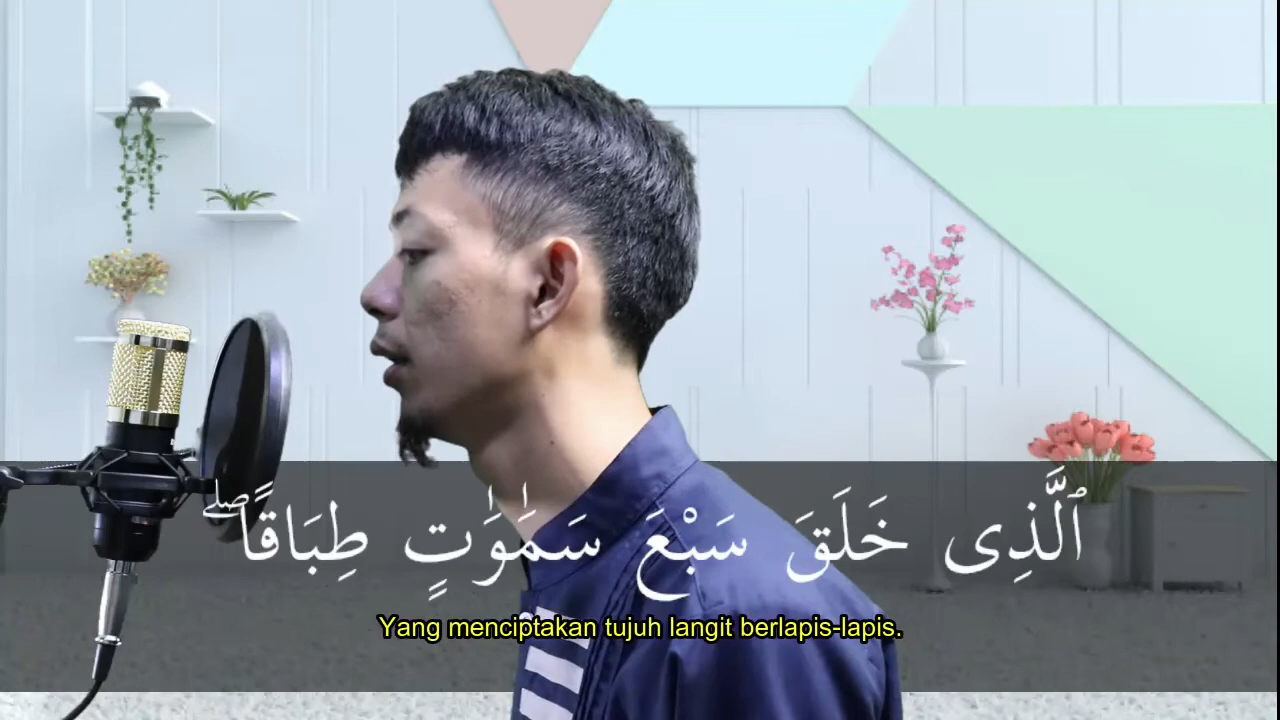 ٱلَّذِى خَلَقَ سَبْعَ سَمَٰوَٰتٍ طِبَاقًا ۖ
Yang menciptakan tujuh langit berlapis-lapis.